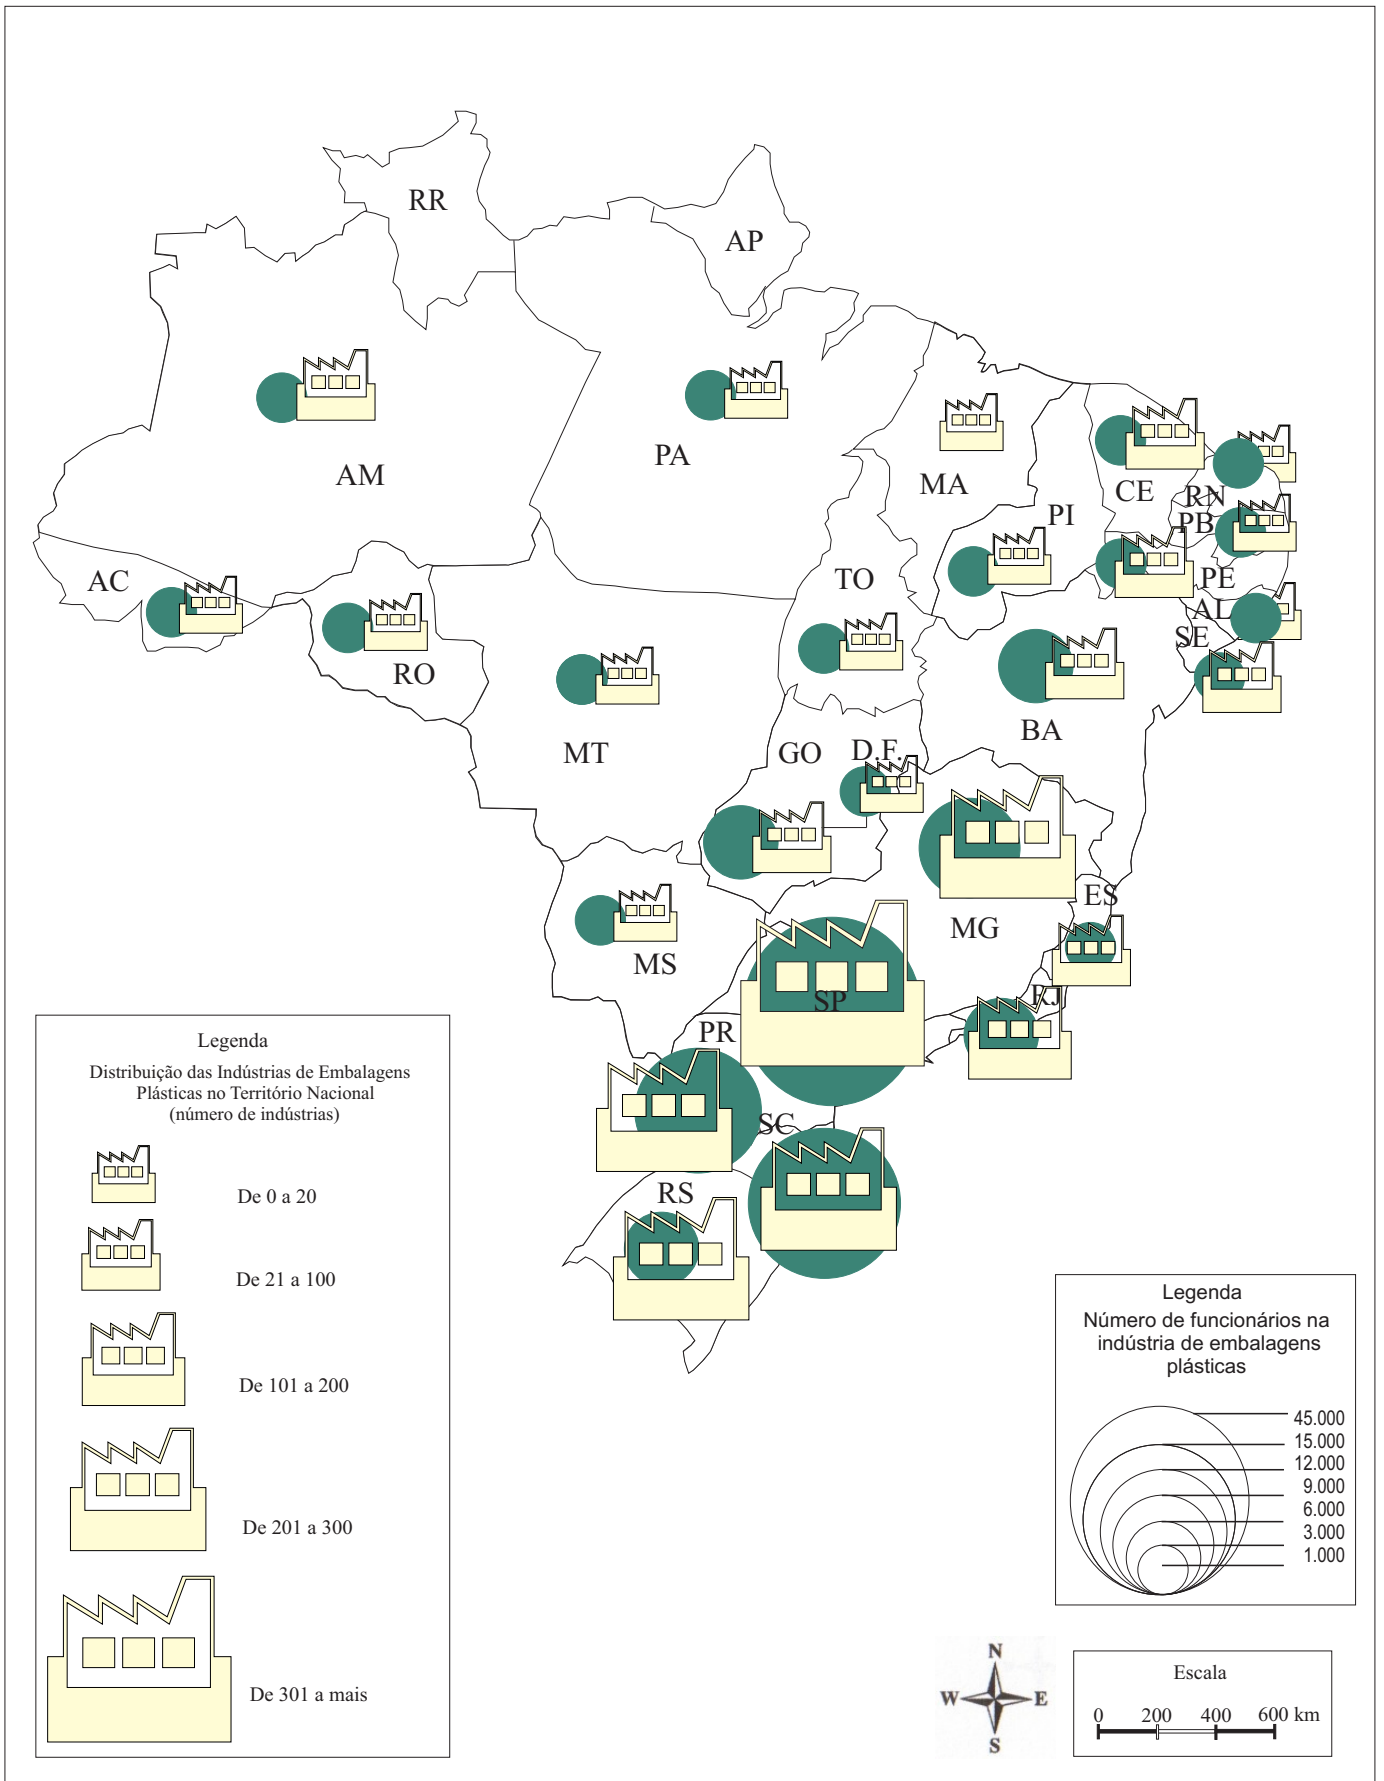 RR
AP
AM
PA
MA
CE
RN
PB
PI
PE
AL
SE
AC
TO
RO
BA
MT
GO
D.F.
ES
MG
MS
RJ
SP
PR
SC
RS
Legenda
Distribuição das Indústrias de Embalagens
Plásticas no Território Nacional
(número de indústrias)
De 0 a 20
De 21 a 100
De 101 a 200
De 201 a 300
De 301 a mais
Legenda
Número de funcionários na
indústria de embalagens
plásticas
45.000
15.000
12.000
9.000
6.000
3.000
1.000
N
W E
S
Escala
0 200 400 600 km